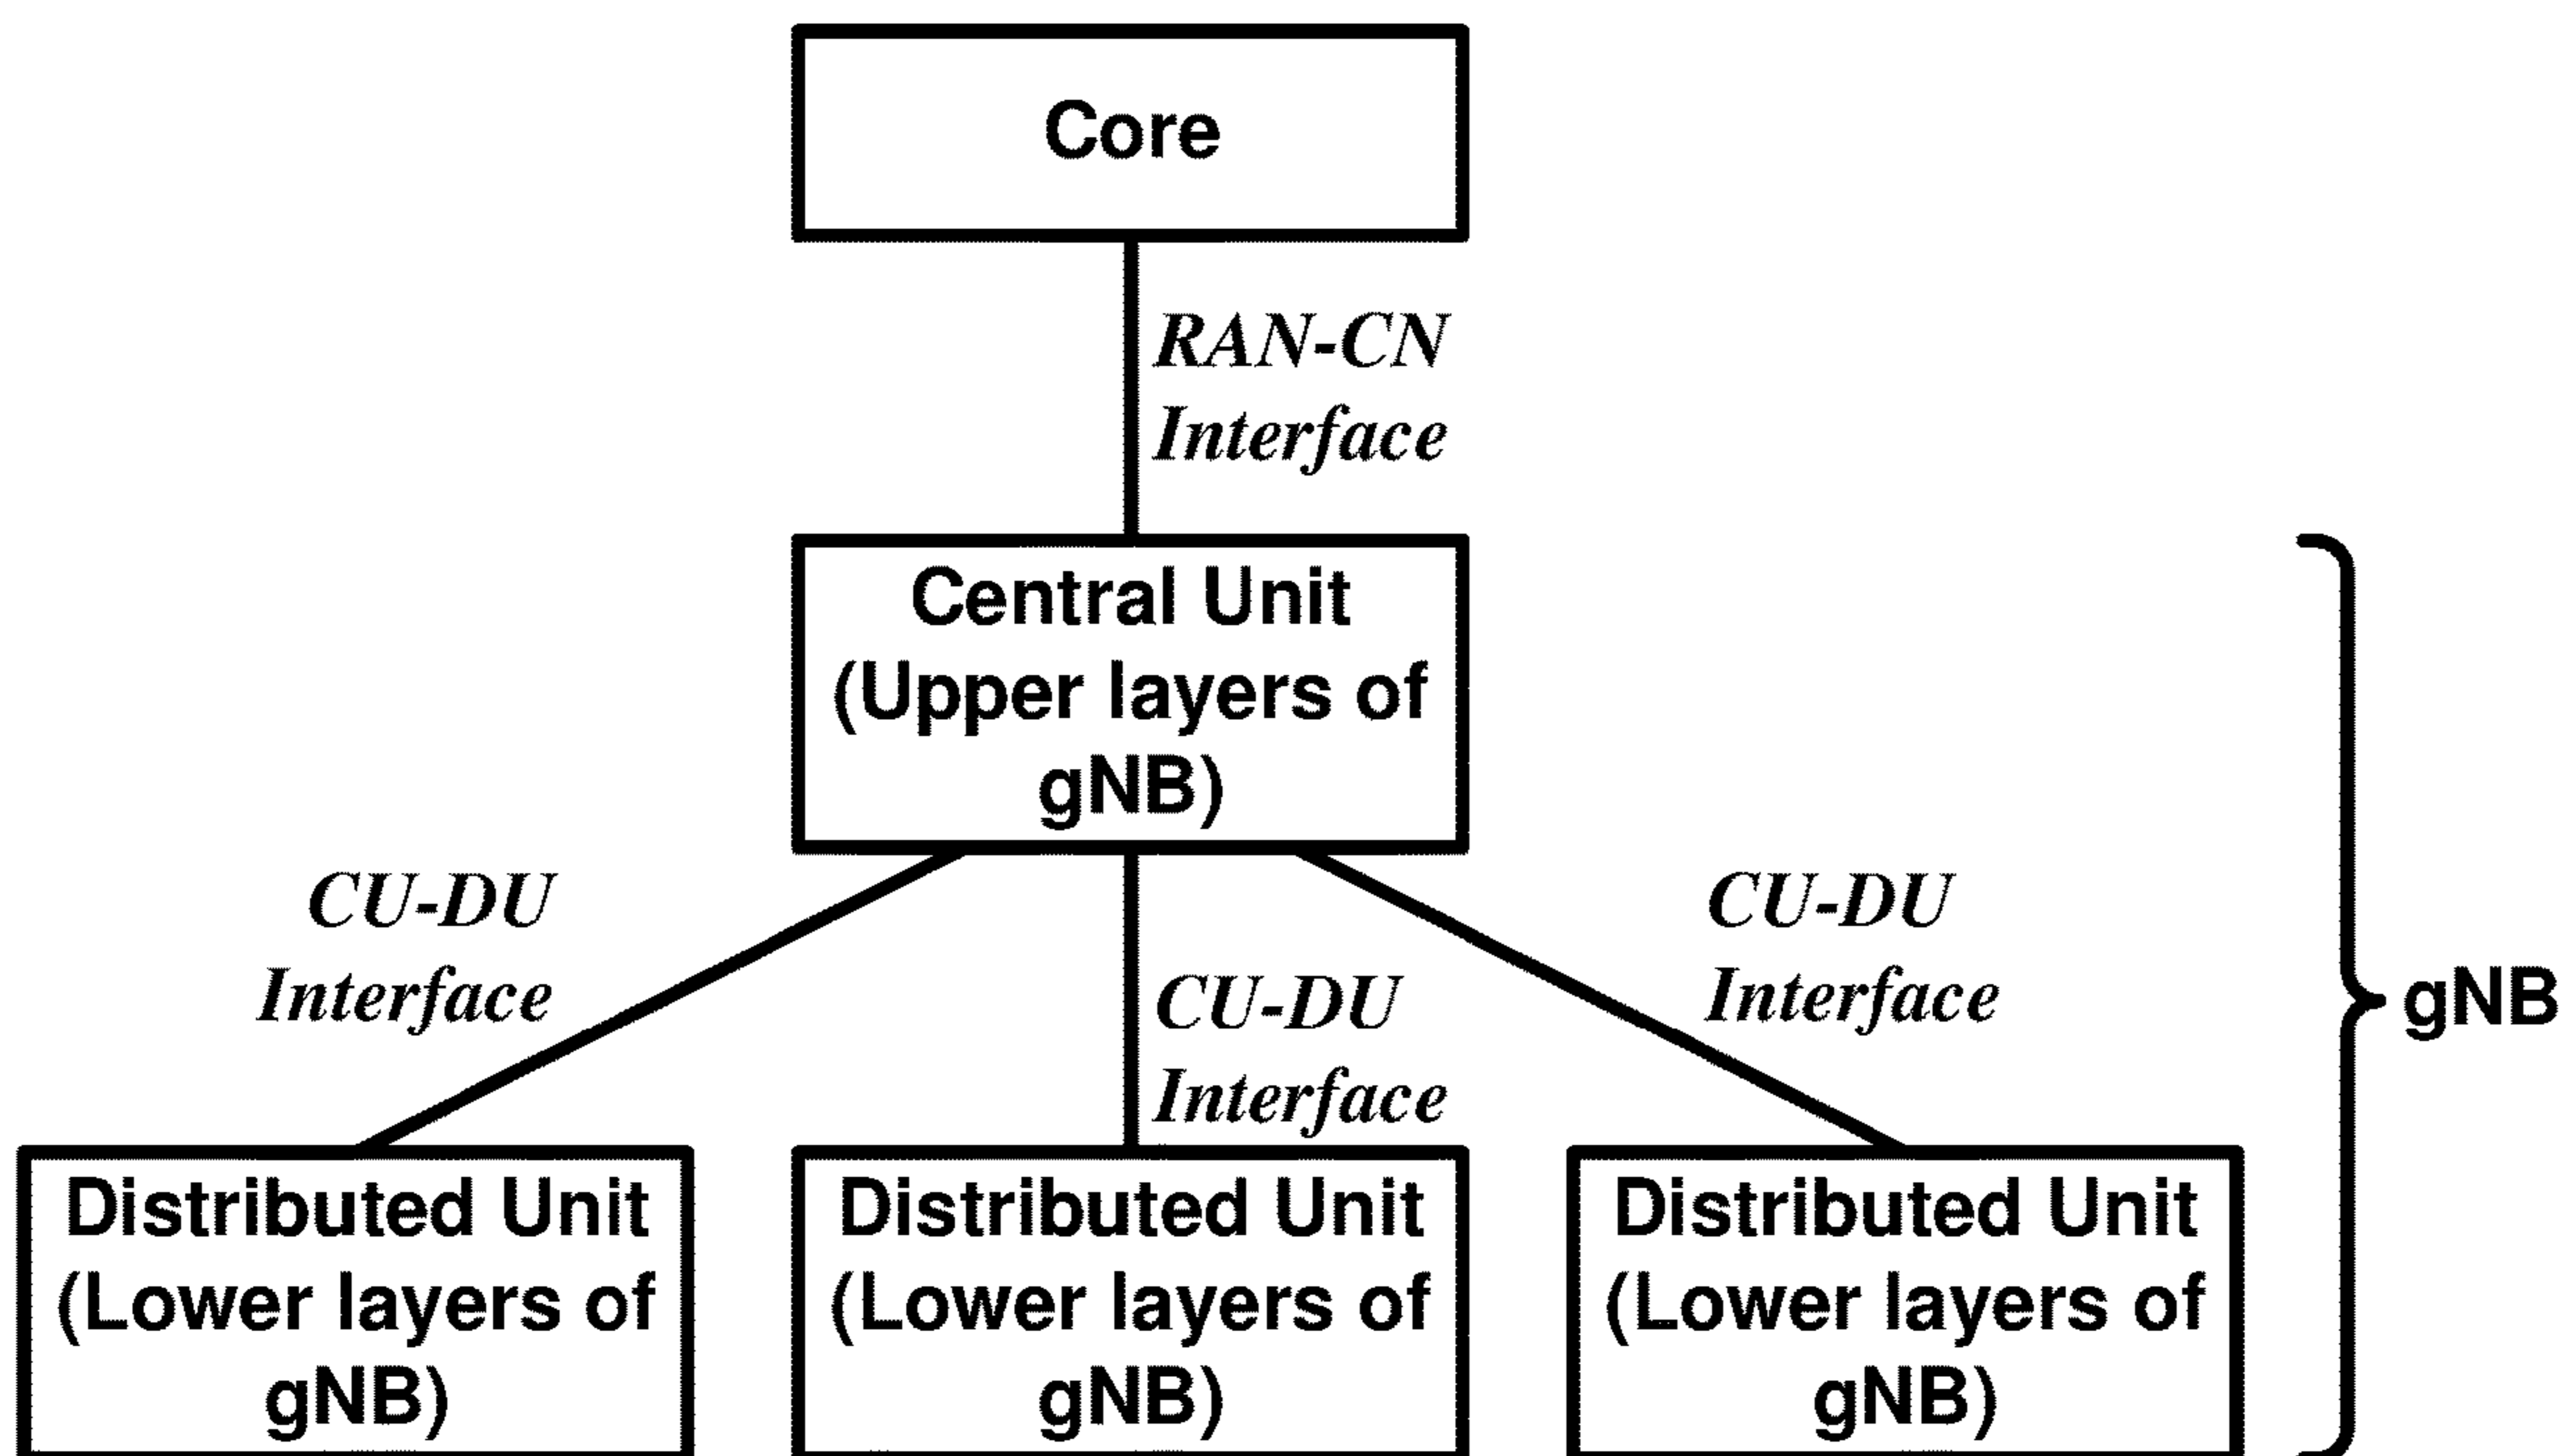 Core
RAN-CN
Interface
Central Unit
(Upper layers of
gNB)
CU-DU
Interface
CU-DU
Interface
CU-DU
Interface
gNB
Distributed Unit
(Lower layers of
gNB)
Distributed Unit
(Lower layers of
gNB)
Distributed Unit
(Lower layers of
gNB)